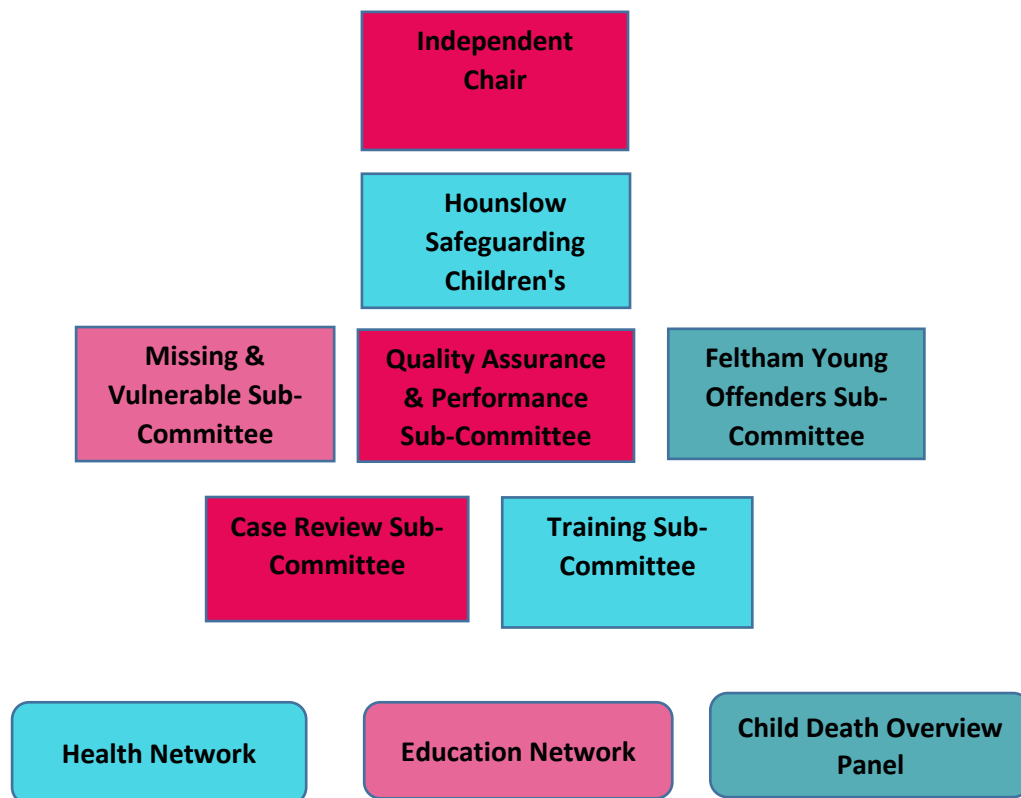 Independent
Chair
Hounslow
Safeguarding
Children's
Missing &
Vulnerable Sub-
Committee
Quality Assurance
& Performance
Sub-Committee
Feltham Young
Offenders Sub-
Committee
Case Review Sub-
Committee
Training Sub-
Committee
Health Network
Education Network
Child Death Overview
Panel